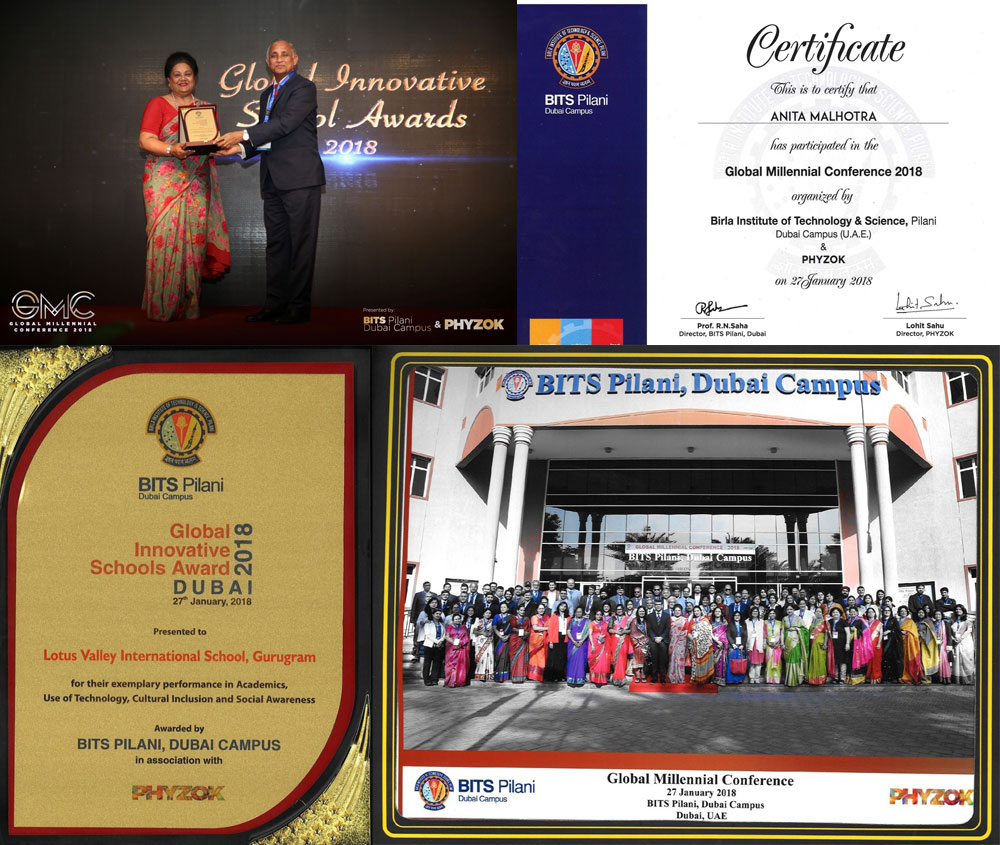 Global Innovative
School Awards
2018
GMC
GLOBAL MILLENNIAL
CONFERENCE 2018
Presented by
BITS Pilani
Dubai Campus & PHYZOK
BITS Pilani
Dubai Campus
Certificate
This is to certify that
ANITA MALHOTRA
has participated in the
Global Millennial Conference 2018
organized by
Birla Institute of Technology & Science, Pilani
Dubai Campus (U.A.E.)
&
PHYZOK
on 27January 2018
Prof. R.N.Saha
Director, BITS Pilani, Dubai
Lohit Sahu
Director, PHYZOK
BITS Pilani
Dubai Campus
Global
Innovative
Schools Award
2018
DUBAI
27th January, 2018
Presented to
Lotus Valley International School, Gurugram
for their exemplary performance in Academics,
Use of Technology, Cultural Inclusion and Social Awareness
Awarded by
BITS PILANI, DUBAI CAMPUS
in association with
PHYZOK
BITS Pilani, Dubai Campus
GLOBAL MILLENNIAL CONFERENCE - 2018
BITS Pilani, Dubai Campus
BITS Pilani
Dubai Campus
Global Millennial Conference
27 January 2018
BITS Pilani, Dubai Campus
Dubai, UAE
PHYZOK